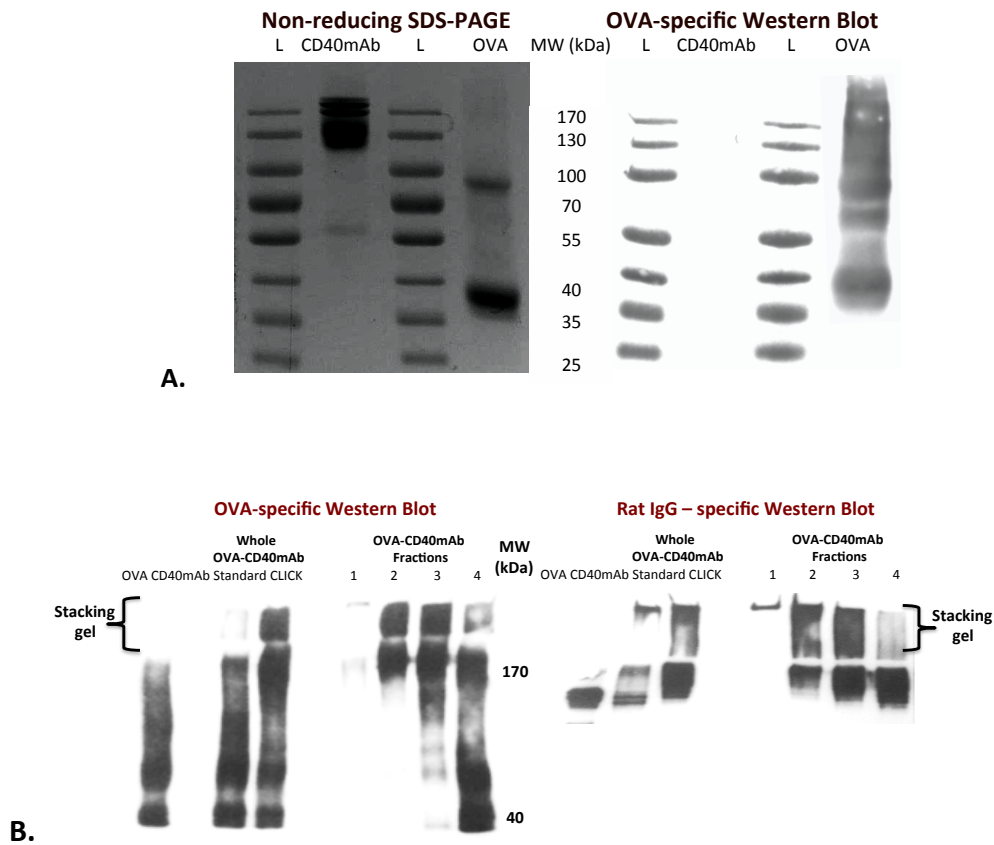 Non-reducing SDS-PAGE
OVA-specific Western Blot
L CD40mAb L OVA MW (kDa) L CD40mAb L OVA
170
130
100
70
55
40
35
25
A.
OVA-specific Western Blot
Rat IgG – specific Western Blot
Whole
OVA-CD40mAb
OVA CD40mAb Standard CLICK
OVA-CD40mAb
Fractions
1 2 3 4
MW
(kDa)
Whole
OVA-CD40mAb
OVA CD40mAb Standard CLICK
OVA-CD40mAb
Fractions
1 2 3 4
Stacking
gel
Stacking
gel
170
40
B.